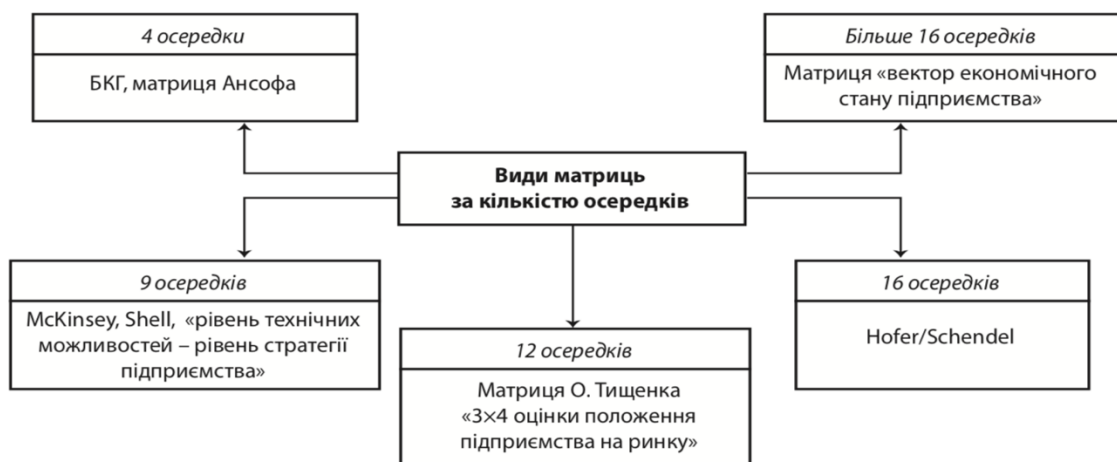 4 осередки
БКГ, матриця Ансофа
Більше 16 осередків
Матриця «вектор економічного
стану підприємства»
Види матриць
за кількістю осередків
9 осередків
McKinsey, Shell, «рівень технічних
можливостей – рівень стратегії
підприємства»
12 осередків
Матриця О. Тищенка
«3×4 оцінки положення
підприємства на ринку»
16 осередків
Hofer/Schendel